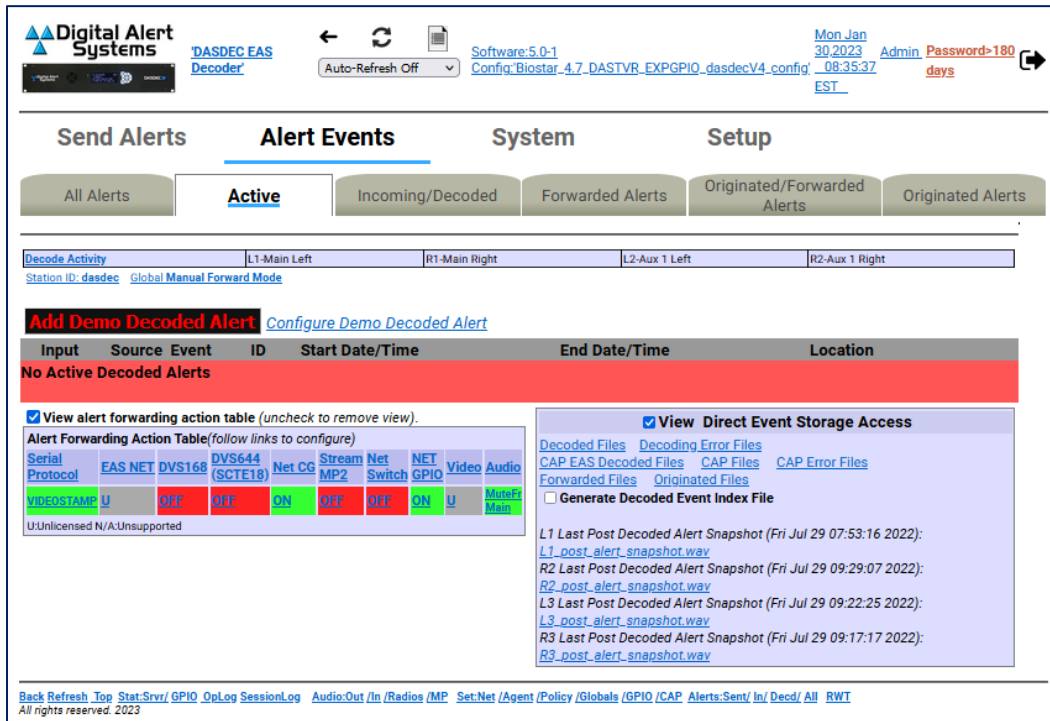 Digital Alert
Systems
'DASDEC EAS
Decoder'
Auto-Refresh Off
Software:5.0-1
Config:'Biostar_4.7_DASTVR_EXPGPIO_dasdecV4_config'
Mon Jan
30,2023
08:35:37
EST
Admin
Password>180
days
Send Alerts
Alert Events
System
Setup
All Alerts
Active
Incoming/Decoded
Forwarded Alerts
Originated/Forwarded
Alerts
Originated Alerts
Decode Activity L1-Main Left R1-Main Right L2-Aux 1 Left R2-Aux 1 Right
Station ID: dasdec Global Manual Forward Mode
Add Demo Decoded Alert Configure Demo Decoded Alert
Input Source Event ID Start Date/Time End Date/Time Location
No Active Decoded Alerts
View alert forwarding action table (uncheck to remove view).
Alert Forwarding Action Table(follow links to configure)
Serial
Protocol
EAS NET
DVS168
DVS644
(SCTE18)
Net CG
Stream
MP2
Net
Switch
NET
GPIO
Video
Audio
VIDEOSTAMP U OFF OFF ON OFF OFF ON U MuteFr
Main
U:Unlicensed N/A:Unsupported
View Direct Event Storage Access
Decoded Files Decoding Error Files
CAP EAS Decoded Files CAP Files CAP Error Files
Forwarded Files Originated Files
Generate Decoded Event Index File
L1 Last Post Decoded Alert Snapshot (Fri Jul 29 07:53:16 2022):
L1_post_alert_snapshot.wav
R2 Last Post Decoded Alert Snapshot (Fri Jul 29 09:29:07 2022):
R2_post_alert_snapshot.wav
L3 Last Post Decoded Alert Snapshot (Fri Jul 29 09:22:25 2022):
L3_post_alert_snapshot.wav
R3 Last Post Decoded Alert Snapshot (Fri Jul 29 09:17:17 2022):
R3_post_alert_snapshot.wav
Back Refresh Top Stat:Srvr/ GPIO OpLog SessionLog Audio:Out /In /Radios /MP Set:Net /Agent /Policy /Globals /GPIO /CAP Alerts:Sent/ In/ Decd/ All RWT
All rights reserved. 2023